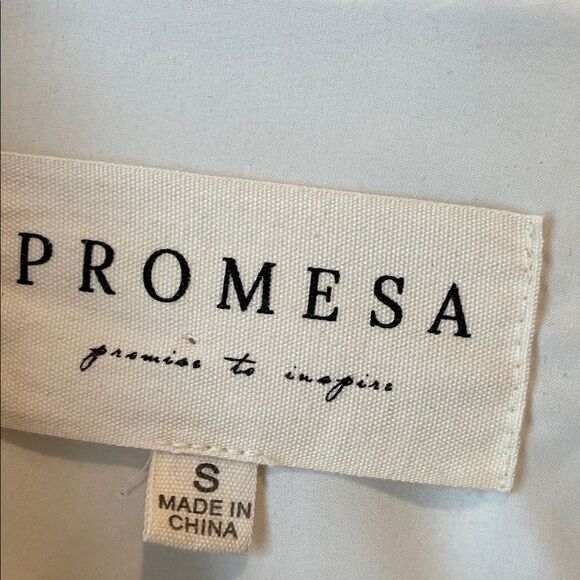 PROMESA
promise to inspire
S
MADE IN
CHINA